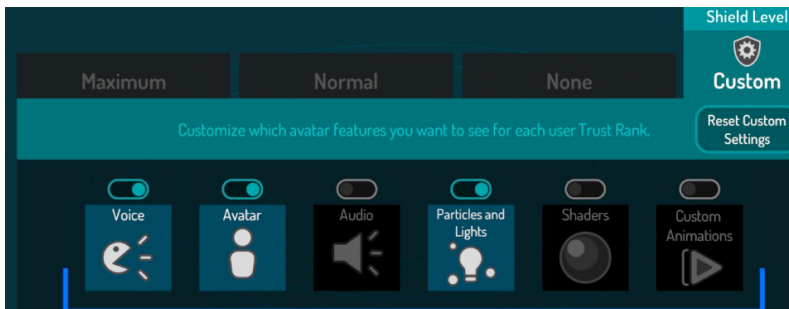 Shield Level
Maximum
Normal
None
Custom
Customize which avatar features you want to see for each user Trust Rank.
Reset Custom
Settings
Voice
Avatar
Audio
Particles and
Lights
Shaders
Custom
Animations